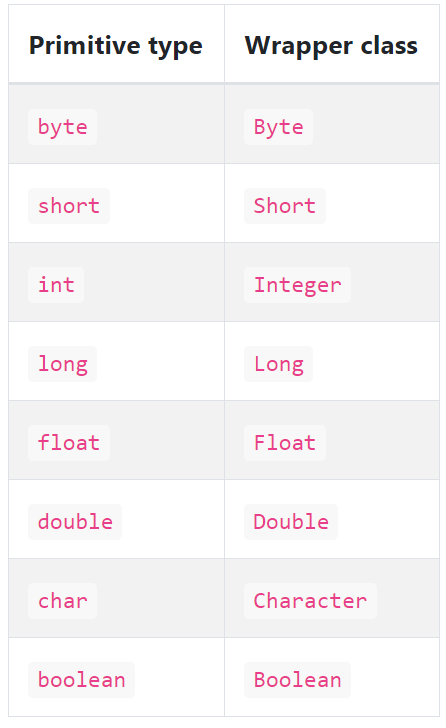 Primitive type Wrapper class
byte Byte
short Short
int Integer
long Long
float Float
double Double
char Character
boolean Boolean